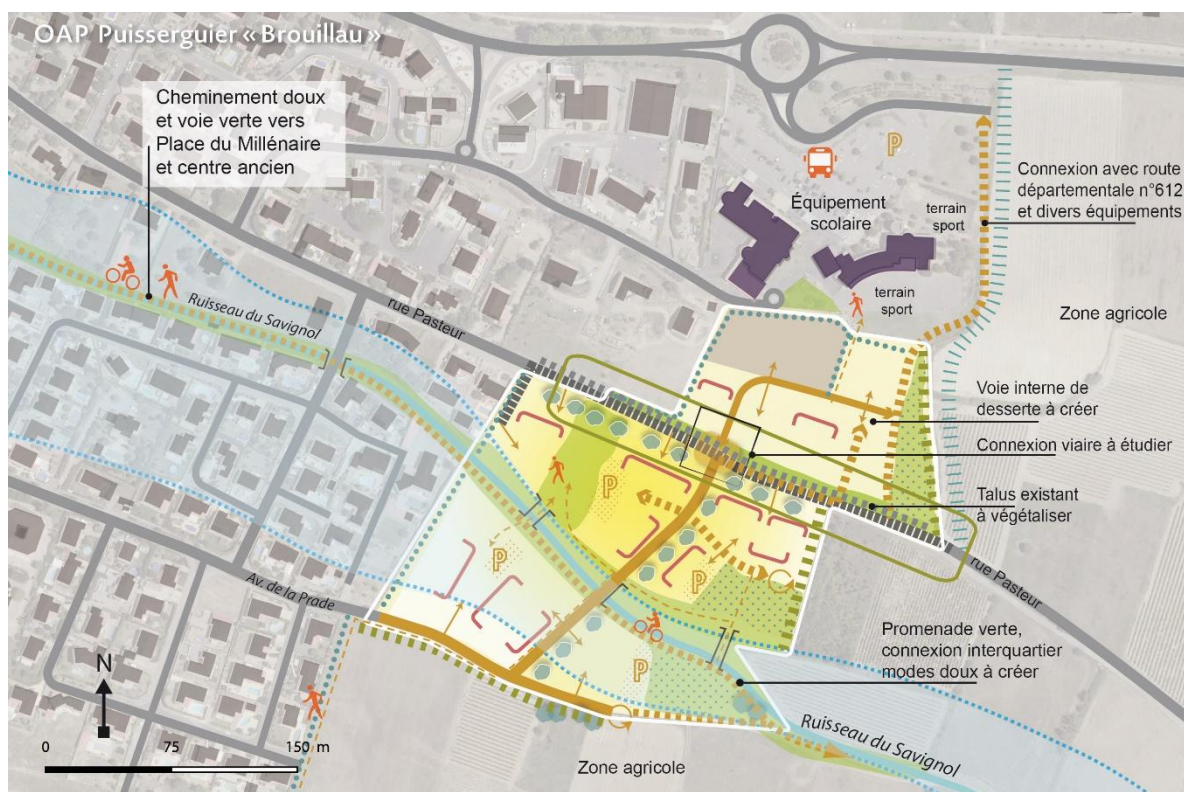 OAP Puisserguier « Brouillau »
Cheminement doux
et voie verte vers
Place du Millénaire
et centre ancien
P
Équipement
scolaire
terrain
sport
terrain
sport
Connexion avec route
départementale n°612
et divers équipements
Zone agricole
Ruisseau du Savignol
rue Pasteur
Voie interne de
desserte à créer
Connexion viaire à étudier
Talus existant
à végétaliser
P
P
P
P
rue Pasteur
Av. de la Prade
Promenade verte,
connexion interquartier
modes doux à créer
N
0 75 150 m
Ruisseau du Savignol
Zone agricole